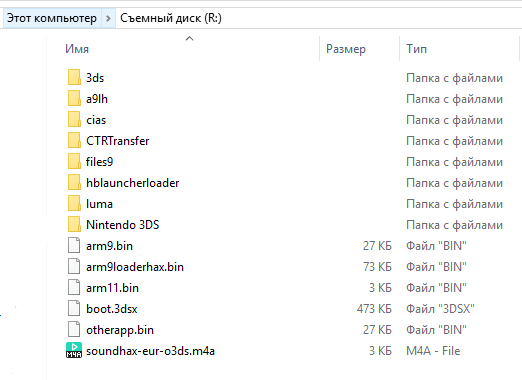 Этот компьютер > Съемный диск (R:)
Имя Размер Тип
3ds Папка с файлами
a9lh Папка с файлами
cias Папка с файлами
CTRTransfer Папка с файлами
files9 Папка с файлами
hblauncherloader Папка с файлами
luma Папка с файлами
Nintendo 3DS Папка с файлами
arm9.bin 27 КБ Файл "BIN"
arm9loaderhax.bin 73 КБ Файл "BIN"
arm11.bin 3 КБ Файл "BIN"
boot.3dsx 473 КБ Файл "3DSX"
otherapp.bin 27 КБ Файл "BIN"
M4A soundhax-eur-o3ds.m4a 3 КБ M4A - File